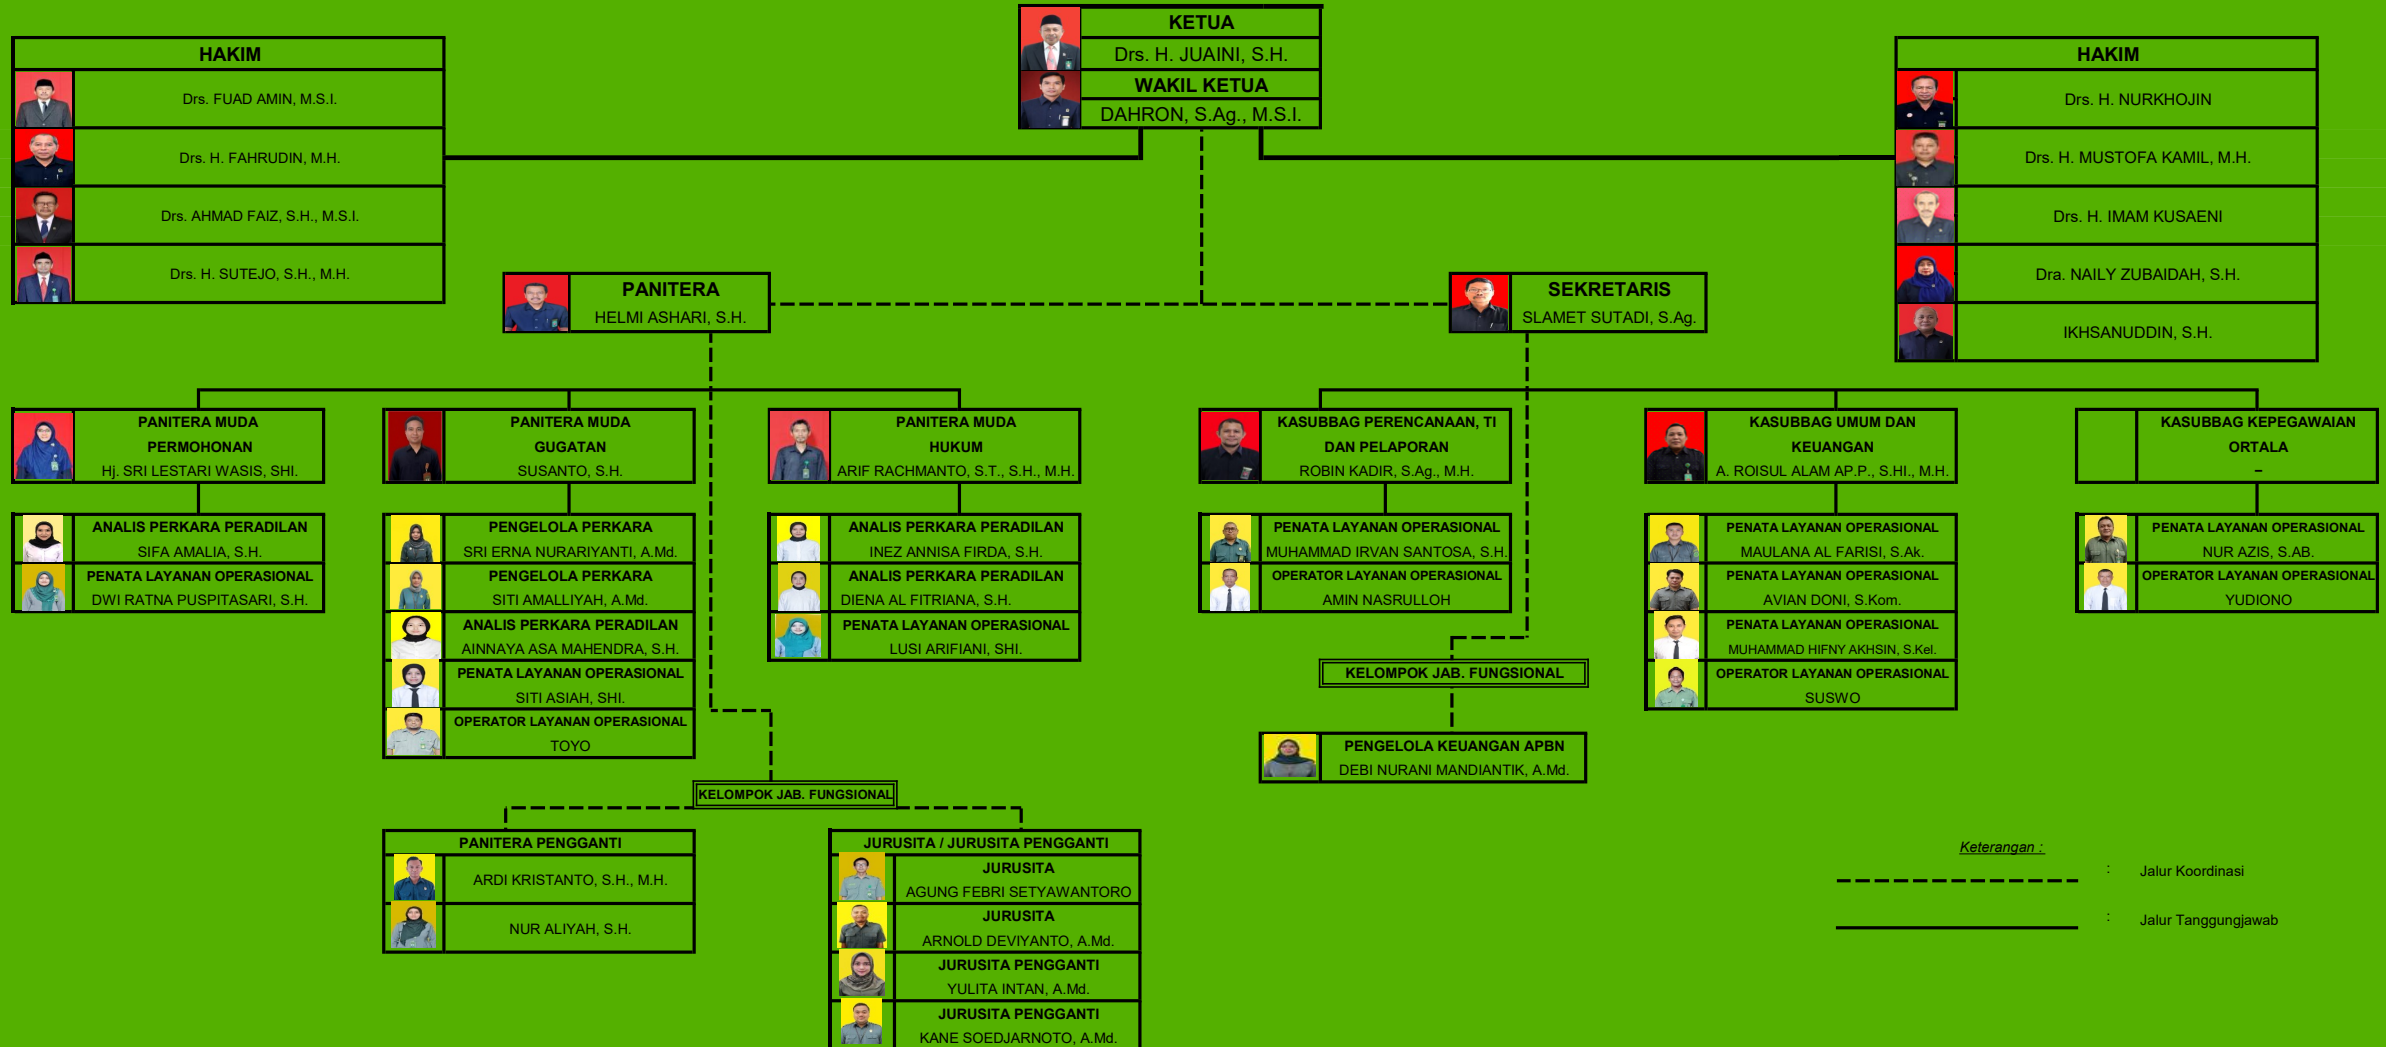 KETUA
Drs. H. JUAINI, S.H.
WAKIL KETUA
DAHRON, S.Ag., M.S.I.
HAKIM
Drs. FUAD AMIN, M.S.I.
Drs. H. FAHRUDIN, M.H.
Drs. AHMAD FAIZ, S.H., M.S.I.
Drs. H. SUTEJO, S.H., M.H.
HAKIM
Drs. H. NURKHOJIN
Drs. H. MUSTOFA KAMIL, M.H.
Drs. H. IMAM KUSAENI
Dra. NAILY ZUBAIDAH, S.H.
IKHSANUDDIN, S.H.
PANITERA
HELMI ASHARI, S.H.
SEKRETARIS
SLAMET SUTADI, S.Ag.
PANITERA MUDA
PERMOHONAN
Hj. SRI LESTARI WASIS, SHI.
ANALIS PERKARA PERADILAN
SIFA AMALIA, S.H.
PENATA LAYANAN OPERASIONAL
DWI RATNA PUSPITASARI, S.H.
PANITERA MUDA
GUGATAN
SUSANTO, S.H.
PENGELOLA PERKARA
SRI ERNA NURARIYANTI, A.Md.
PENGELOLA PERKARA
SITI AMALLIYAH, A.Md.
ANALIS PERKARA PERADILAN
AINNAYA ASA MAHENDRA, S.H.
PENATA LAYANAN OPERASIONAL
SITI ASIAH, SHI.
OPERATOR LAYANAN OPERASIONAL
TOYO
PANITERA MUDA
HUKUM
ARIF RACHMANTO, S.T., S.H., M.H.
ANALIS PERKARA PERADILAN
INEZ ANNISA FIRDA, S.H.
ANALIS PERKARA PERADILAN
DIENA AL FITRIANA, S.H.
PENATA LAYANAN OPERASIONAL
LUSI ARIFIANI, SHI.
KASUBBAG PERENCANAAN, TI
DAN PELAPORAN
ROBIN KADIR, S.Ag., M.H.
PENATA LAYANAN OPERASIONAL
MUHAMMAD IRVAN SANTOSA, S.H.
OPERATOR LAYANAN OPERASIONAL
AMIN NASRULLOH
KASUBBAG UMUM DAN
KEUANGAN
A. ROISUL ALAM AP.P., S.HI., M.H.
PENATA LAYANAN OPERASIONAL
MAULANA AL FARISI, S.Ak.
PENATA LAYANAN OPERASIONAL
AVIAN DONI, S.Kom.
PENATA LAYANAN OPERASIONAL
MUHAMMAD HIFNY AKHSIN, S.Kel.
OPERATOR LAYANAN OPERASIONAL
SUSWO
KASUBBAG KEPEGAWAIAN
ORTALA
–
PENATA LAYANAN OPERASIONAL
NUR AZIS, S.AB.
OPERATOR LAYANAN OPERASIONAL
YUDIONO
KELOMPOK JAB. FUNGSIONAL
PENGELOLA KEUANGAN APBN
DEBI NURANI MANDIANTIK, A.Md.
KELOMPOK JAB. FUNGSIONAL
PANITERA PENGGANTI
ARDI KRISTANTO, S.H., M.H.
NUR ALIYAH, S.H.
JURUSITA / JURUSITA PENGGANTI
JURUSITA
AGUNG FEBRI SETYAWANTORO
JURUSITA
ARNOLD DEVIYANTO, A.Md.
JURUSITA PENGGANTI
YULITA INTAN, A.Md.
JURUSITA PENGGANTI
KANE SOEDJARNOTO, A.Md.
Keterangan :
: Jalur Koordinasi
: Jalur Tanggungjawab